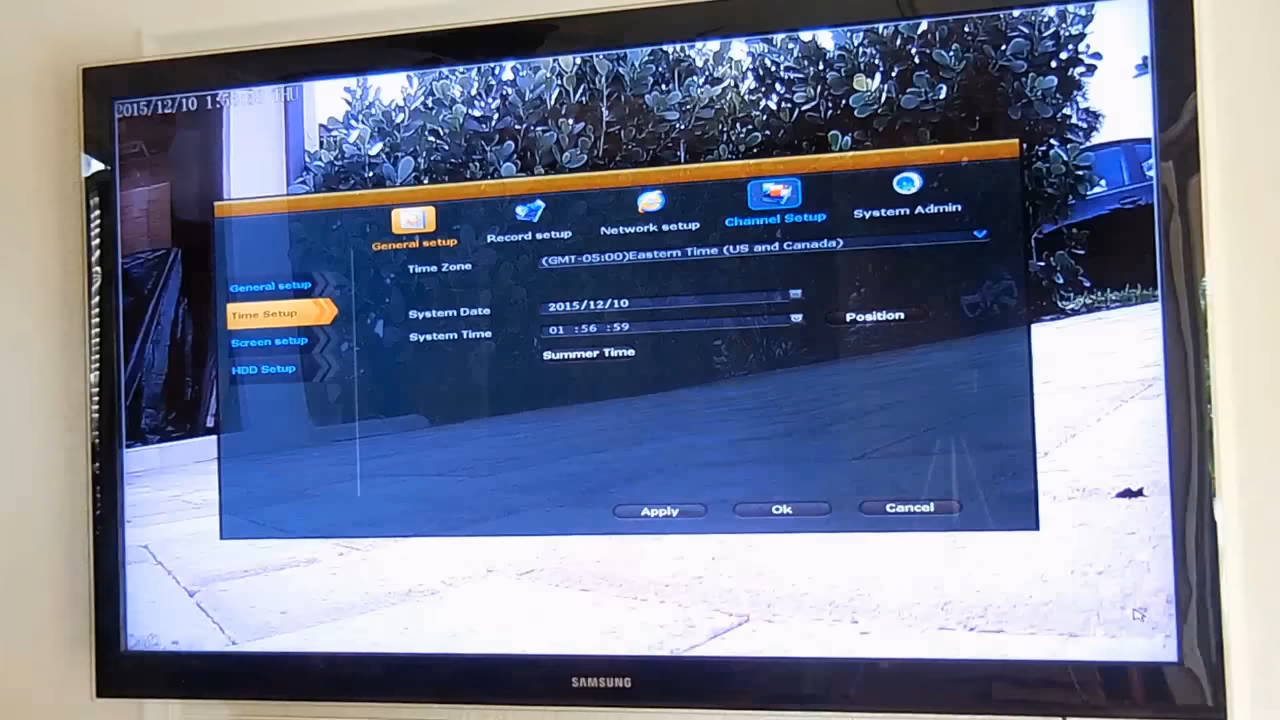 2015/12/10 THU
General setup
Record setup
Network setup
Channel Setup
System Admin
Time Zone
(GMT-05:00)Eastern Time (US and Canada)
General setup
Time Setup
Screen setup
HDD Setup
System Date
2015/12/10
System Time
01 :56 :59
Position
Summer Time
Apply
Ok
Cancel
SAMSUNG